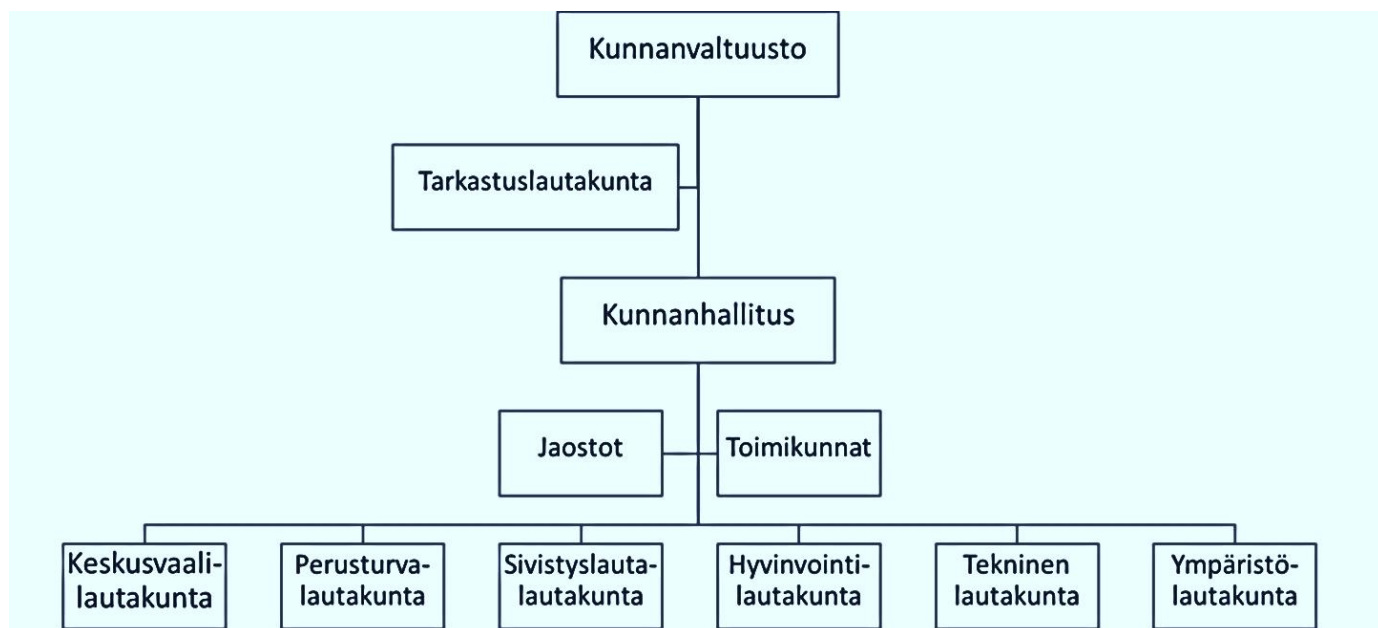 Kunnanvaltuusto
Tarkastuslautakunta
Kunnanhallitus
Jaostot
Toimikunnat
Keskusvaali-
lautakunta
Perusturva-
lautakunta
Sivistyslauta-
lautakunta
Hyvinvointi-
lautakunta
Tekninen
lautakunta
Ympäristö-
lautakunta